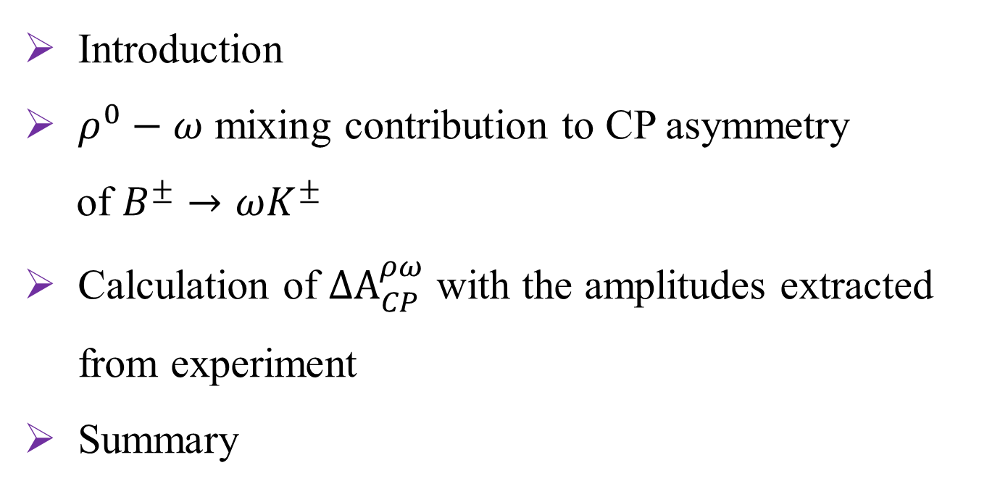 ➢ Introduction
➢ $\rho^0 - \omega$ mixing contribution to CP asymmetry
of $B^{\pm} \to \omega K^{\pm}$
➢ Calculation of $\Delta A_{CP}^{\rho\omega}$ with the amplitudes extracted
from experiment
➢ Summary